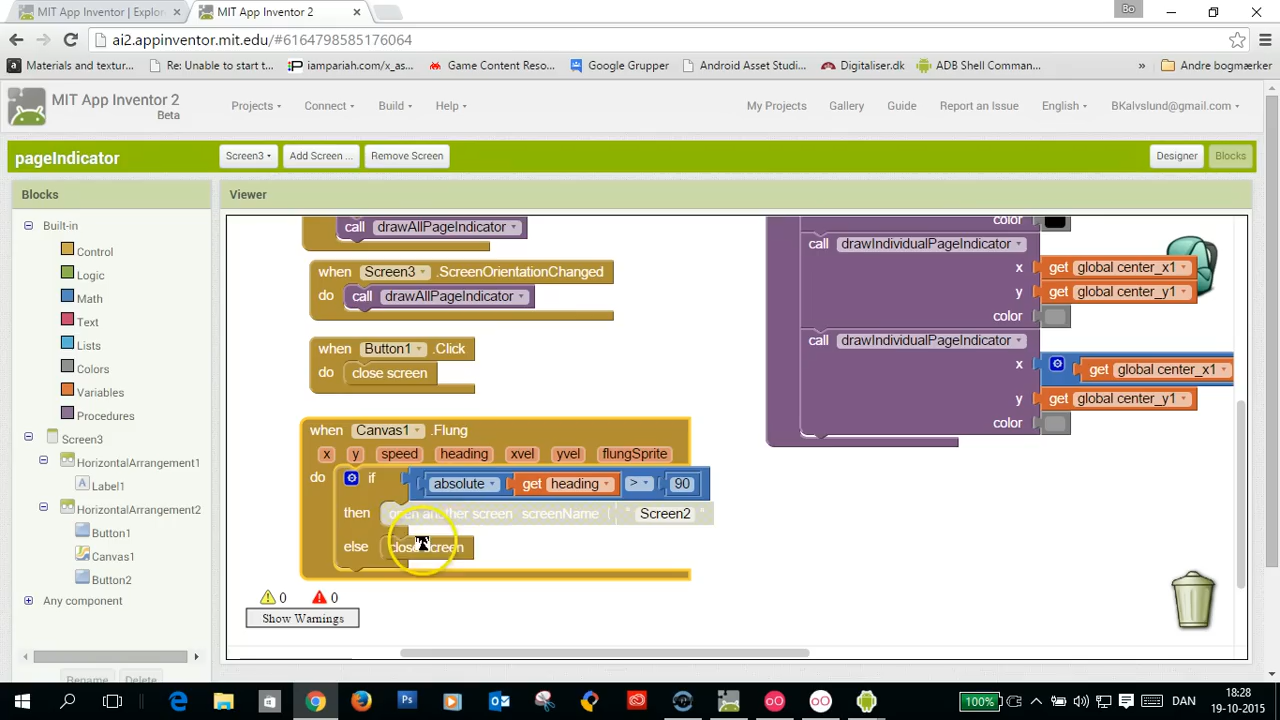 MIT App Inventor | Explor
MIT App Inventor 2
Bo
ai2.appinventor.mit.edu/#6164798585176064
Materials and textur...
Re: Unable to start t...
iampariah.com/x_as...
Game Content Reso...
Google Grupper
Android Asset Studi...
Digitaliser.dk
ADB Shell Comman...
»
Andre bogmærker
MIT App Inventor 2
Beta
Projects
Connect
Build
Help
My Projects
Gallery
Guide
Report an Issue
English
BKalvslund@gmail.com
pageIndicator
Screen3
Add Screen ...
Remove Screen
Designer
Blocks
Blocks
Viewer
Built-in
Control
Logic
Math
Text
Lists
Colors
Variables
Procedures
Screen3
HorizontalArrangement1
Label1
HorizontalArrangement2
Button1
Canvas1
Button2
Any component
Rename Delete
call drawAllPageIndicator
when Screen3 .ScreenOrientationChanged
do call drawAllPageIndicator
when Button1 .Click
do close screen
when Canvas1 .Flung
x y speed heading xvel yvel flungSprite
do if absolute get heading > 90
then open another screen screenName " Screen2 "
else close screen
0 0
Show Warnings
color
call drawIndividualPageIndicator
x get global center_x1
y get global center_y1
color
call drawIndividualPageIndicator
x get global center_x1
y get global center_y1
color
100%
DAN
18:28
19-10-2015